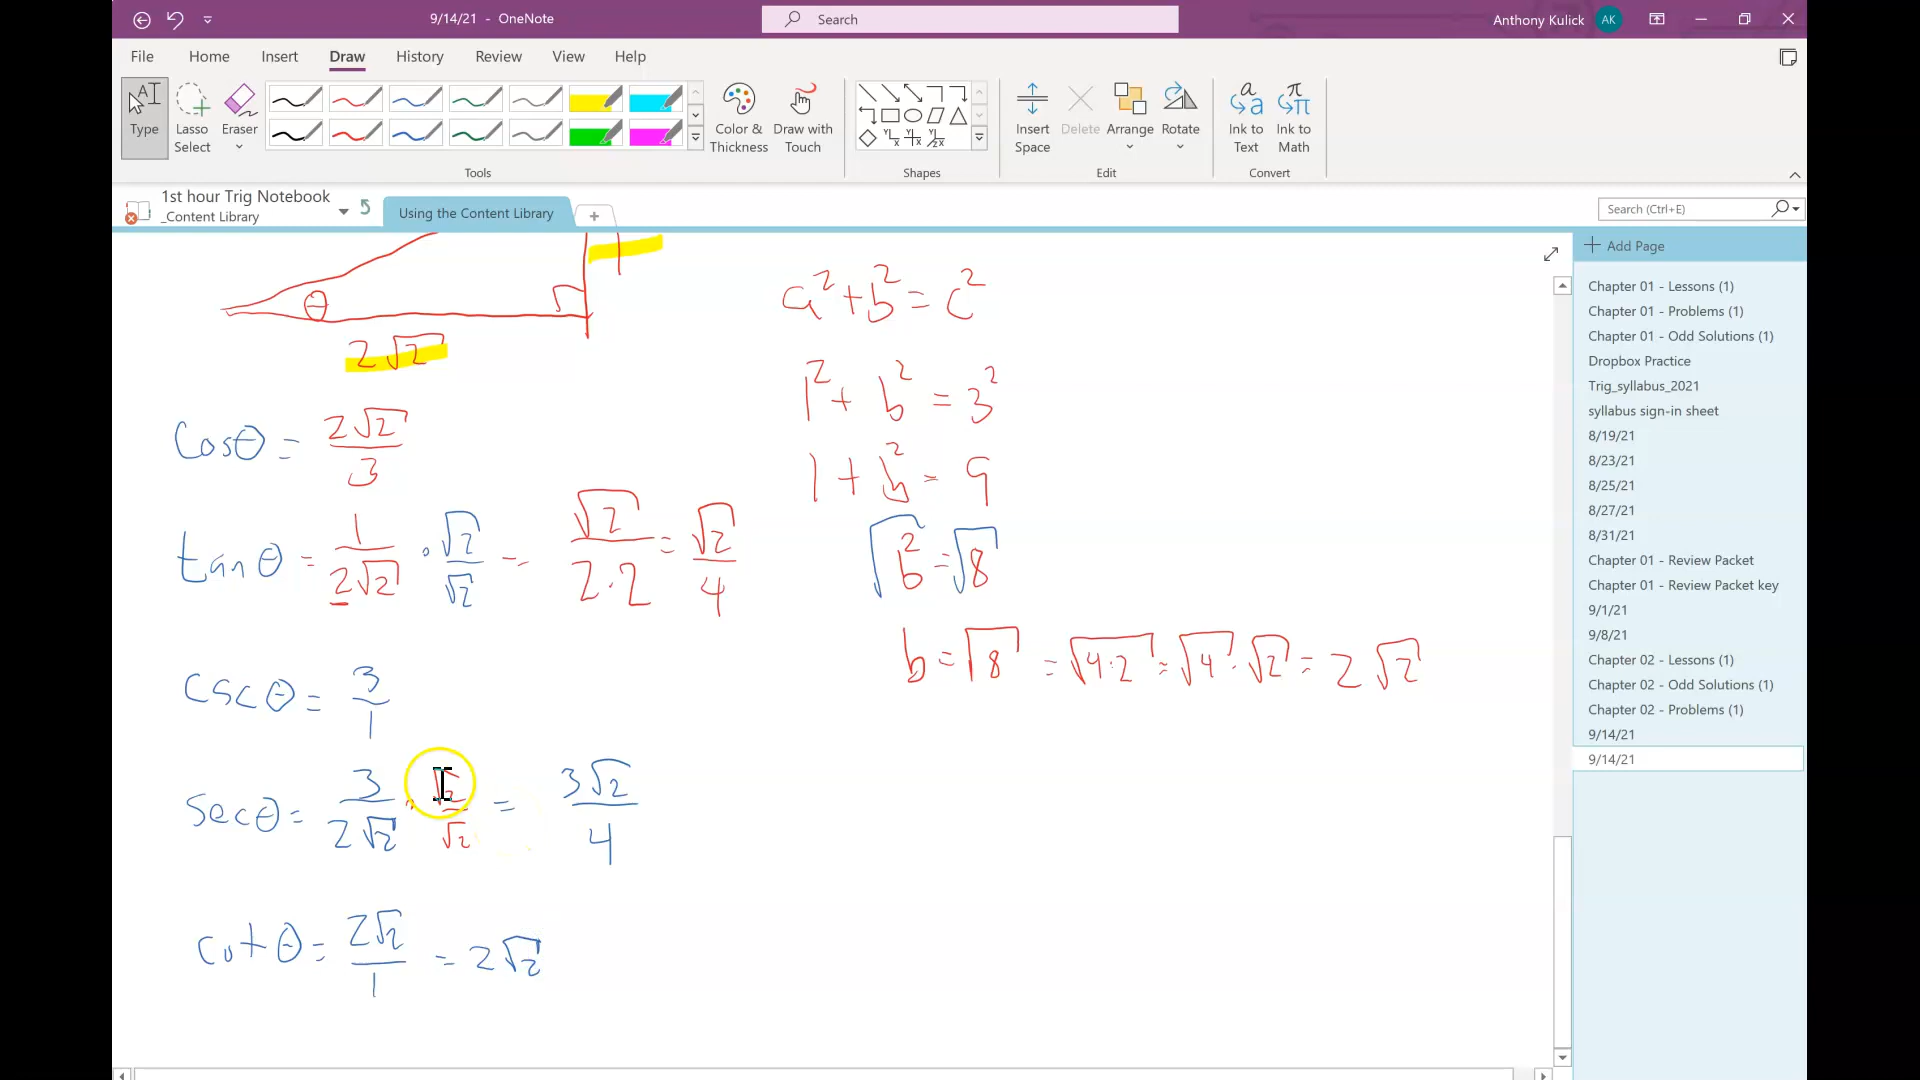 9/14/21 - OneNote
Search
Anthony Kulick AK
File Home Insert Draw History Review View Help
Type
Lasso Select
Eraser
Color & Thickness
Draw with Touch
Insert Space
Delete
Arrange
Rotate
Ink to Text
Ink to Math
Tools Shapes Edit Convert
1st hour Trig Notebook
_Content Library
Using the Content Library
Search (Ctrl+E)
Add Page
Chapter 01 - Lessons (1)
Chapter 01 - Problems (1)
Chapter 01 - Odd Solutions (1)
Dropbox Practice
Trig_syllabus_2021
syllabus sign-in sheet
8/19/21
8/23/21
8/25/21
8/27/21
8/31/21
Chapter 01 - Review Packet
Chapter 01 - Review Packet key
9/1/21
9/8/21
Chapter 02 - Lessons (1)
Chapter 02 - Odd Solutions (1)
Chapter 02 - Problems (1)
9/14/21
9/14/21
θ
2√2
cosθ = 2√2/3
tanθ = 1/2√2 · √2/√2 = √2/2·2 = √2/4
cscθ = 3/1
secθ = 3/2√2 · √2/√2 = 3√2/4
cotθ = 2√2/1 = 2√2
a² + b² = c²
1² + b² = 3²
1 + b² = 9
√b² = √8
b = √8 = √4·2 = √4 · √2 = 2√2